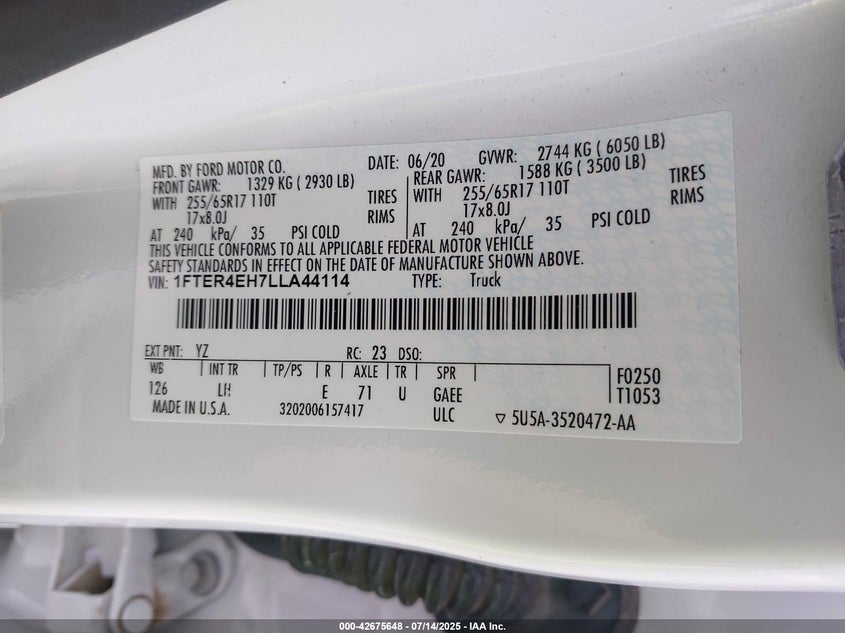 MFD. BY FORD MOTOR CO. DATE: 06/20 GVWR: 2744 KG ( 6050 LB)
FRONT GAWR: 1329 KG ( 2930 LB) REAR GAWR: 1588 KG ( 3500 LB)
WITH 255/65R17 110T TIRES 255/65R17 110T TIRES
17x8.0J RIMS WITH 17x8.0J RIMS
AT 240 kPa/ 35 PSI COLD AT 240 kPa/ 35 PSI COLD
THIS VEHICLE CONFORMS TO ALL APPLICABLE FEDERAL MOTOR VEHICLE
SAFETY STANDARDS IN EFFECT ON THE DATE OF MANUFACTURE SHOWN ABOVE.
VIN: 1FTER4EH7LLA44114 TYPE: Truck
EXT PNT: YZ RC: 23 DSO:
WB INT TR TP/PS R AXLE TR SPR F0250
126 LH E 71 U GAEE T1053
MADE IN U.S.A. 3202006157417 ULC ▽ 5U5A-3520472-AA
000-42675648 - 07/14/2025 - IAA Inc.